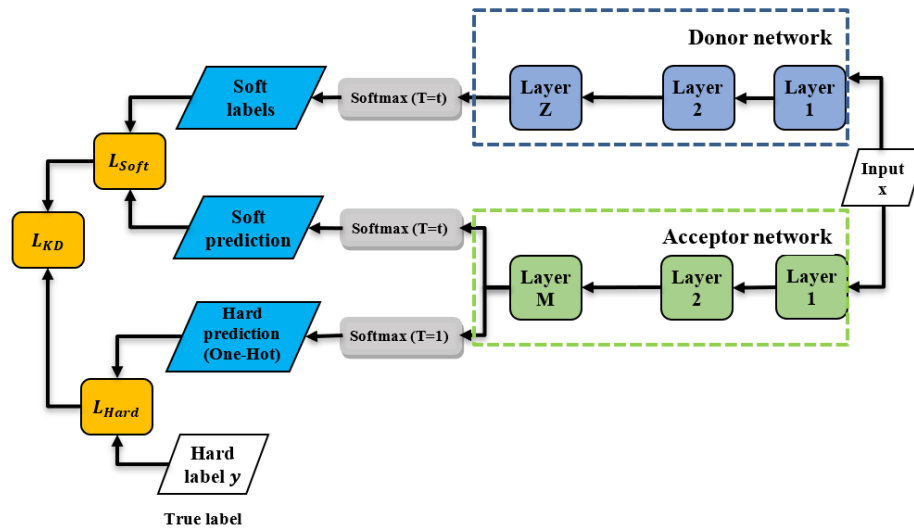 Donor network
Soft
labels
Softmax (T=t)
Layer
Z
Layer
2
Layer
1
L_Soft
Input
x
Soft
prediction
Softmax (T=t)
Acceptor network
L_KD
Layer
M
Layer
2
Layer
1
Hard
prediction
(One-Hot)
Softmax (T=1)
L_Hard
Hard
label y
True label